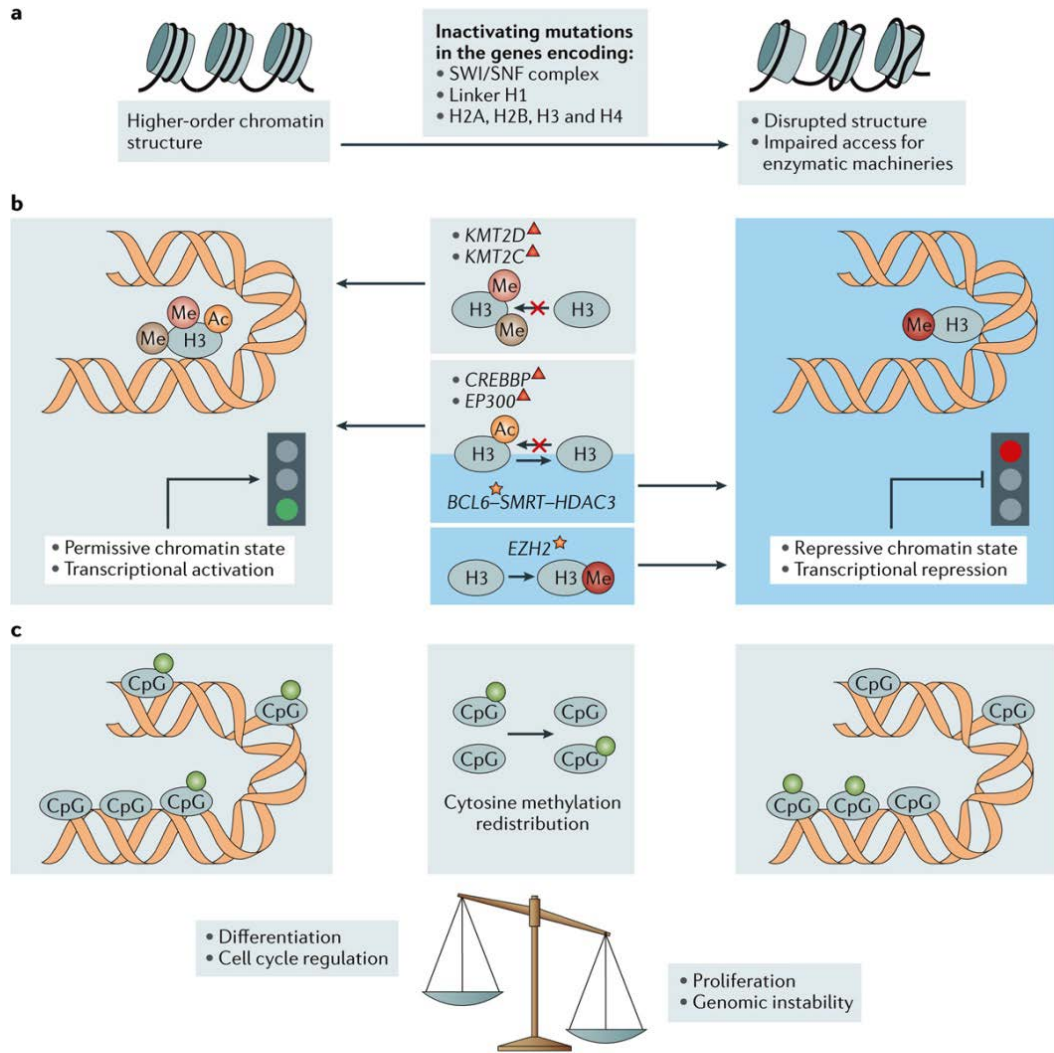 a
Inactivating mutations
in the genes encoding:
• SWI/SNF complex
• Linker H1
• H2A, H2B, H3 and H4
Higher-order chromatin
structure
• Disrupted structure
• Impaired access for
enzymatic machineries
b
Me
Me
Ac
H3
• Permissive chromatin state
• Transcriptional activation
• KMT2D
• KMT2C
Me
H3
H3
Me
• CREBBP
• EP300
Ac
H3
H3
BCL6–SMRT–HDAC3
EZH2
H3
H3 Me
Me H3
• Repressive chromatin state
• Transcriptional repression
c
CpG
CpG
CpG CpG CpG
CpG CpG
CpG CpG
Cytosine methylation
redistribution
CpG
CpG
CpG CpG CpG
• Differentiation
• Cell cycle regulation
• Proliferation
• Genomic instability